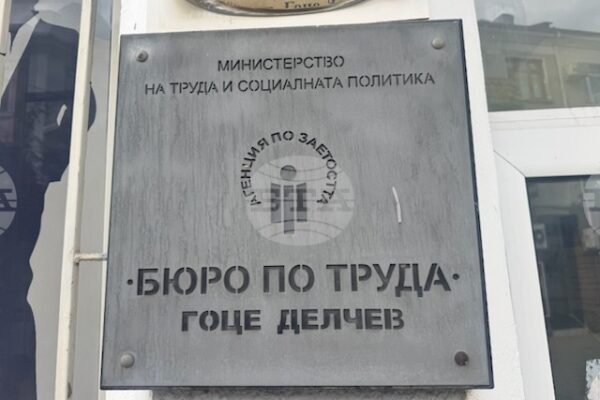 МИНИСТЕРСТВО
НА ТРУДА И СОЦИАЛНАТА ПОЛИТИКА
АГЕНЦИЯ ПО ЗАЕТОСТТА
·БЮРО ПО ТРУДА·
ГОЦЕ ДЕЛЧЕВ